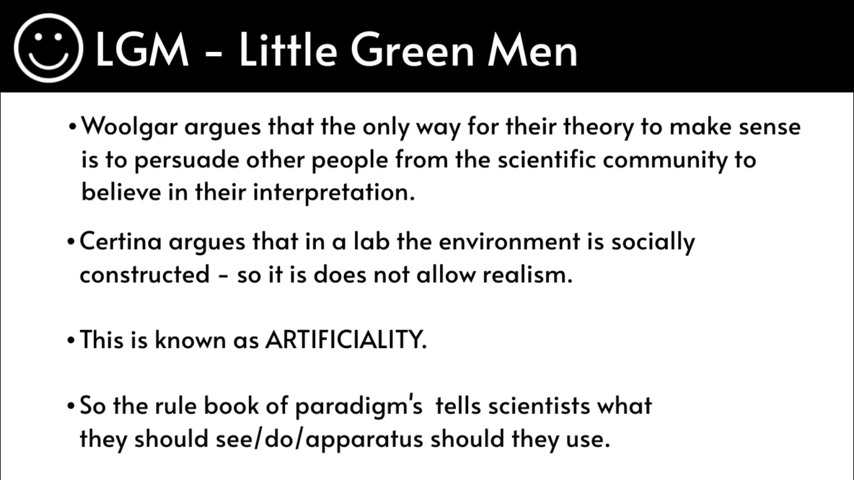 LGM - Little Green Men
•Woolgar argues that the only way for their theory to make sense
is to persuade other people from the scientific community to
believe in their interpretation.
•Certina argues that in a lab the environment is socially
constructed - so it is does not allow realism.
•This is known as ARTIFICIALITY.
•So the rule book of paradigm's tells scientists what
they should see/do/apparatus should they use.